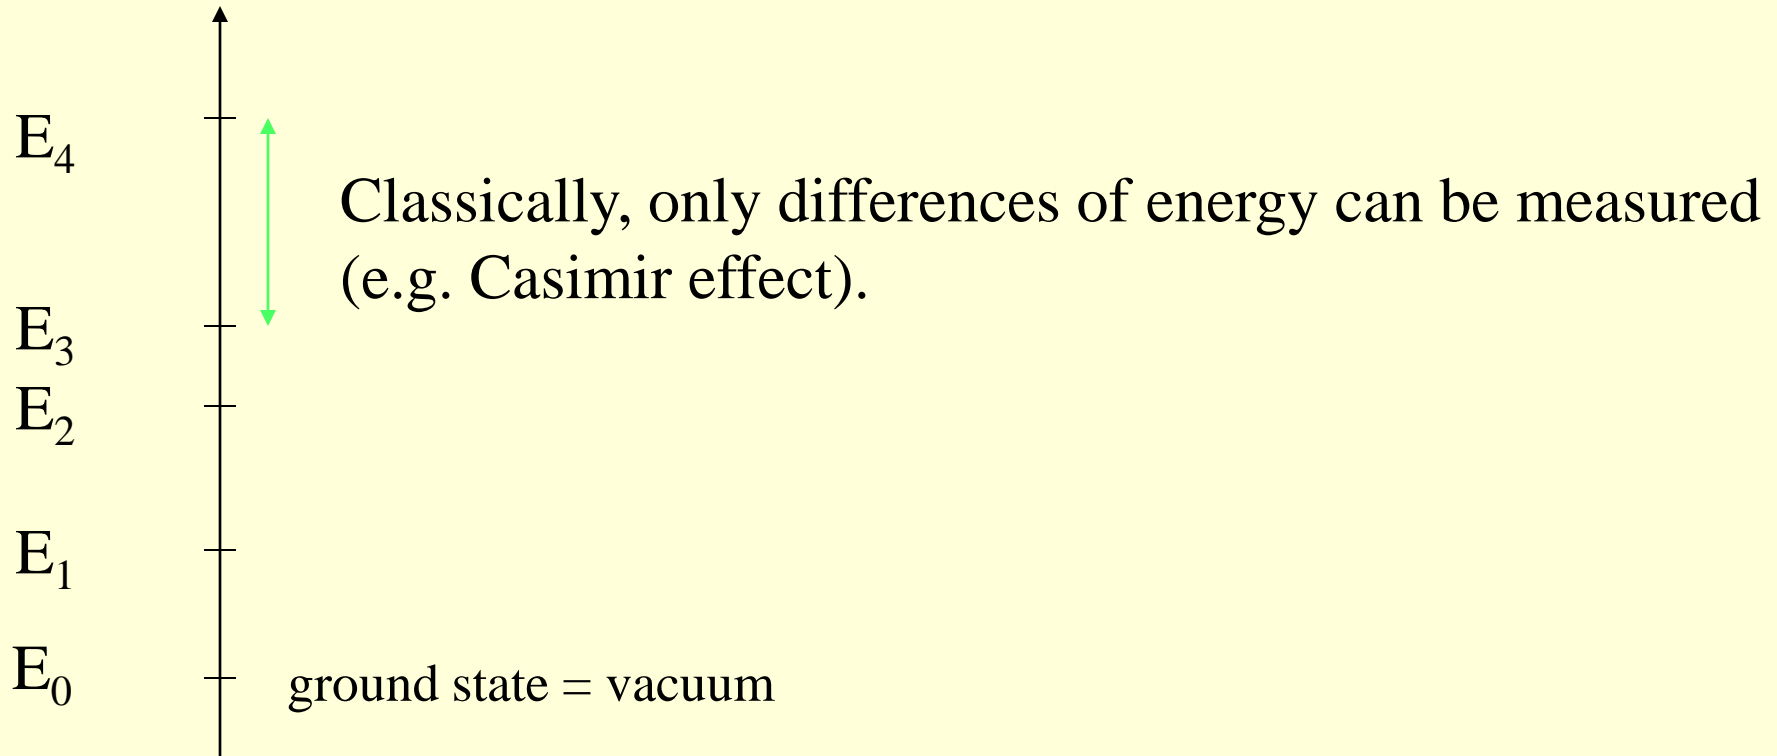 E₄
Classically, only differences of energy can be measured
(e.g. Casimir effect).
E₃
E₂
E₁
E₀ ground state = vacuum